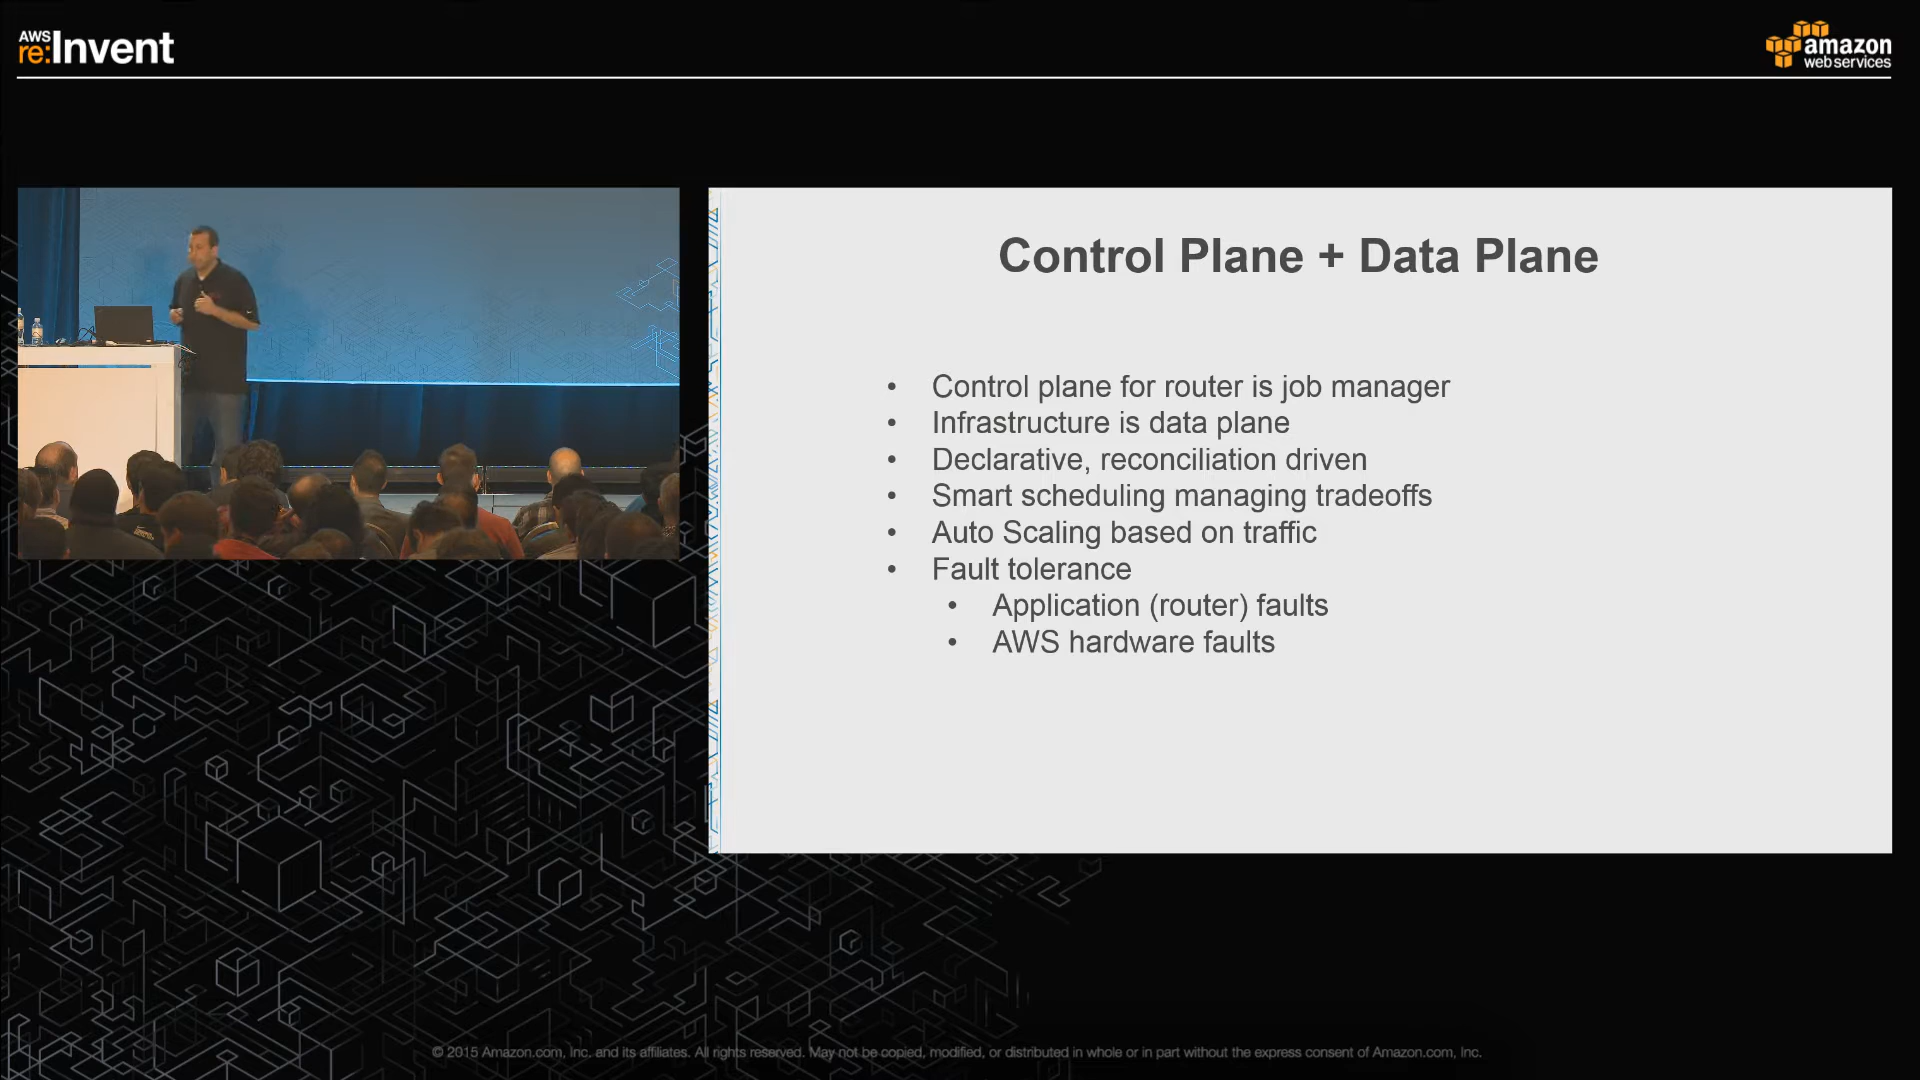 AWS
re:Invent
amazon
web services
Control Plane + Data Plane
• Control plane for router is job manager
• Infrastructure is data plane
• Declarative, reconciliation driven
• Smart scheduling managing tradeoffs
• Auto Scaling based on traffic
• Fault tolerance
• Application (router) faults
• AWS hardware faults
© 2015 Amazon.com, Inc. and its affiliates. All rights reserved. May not be copied, modified, or distributed in whole or in part without the express consent of Amazon.com, Inc.